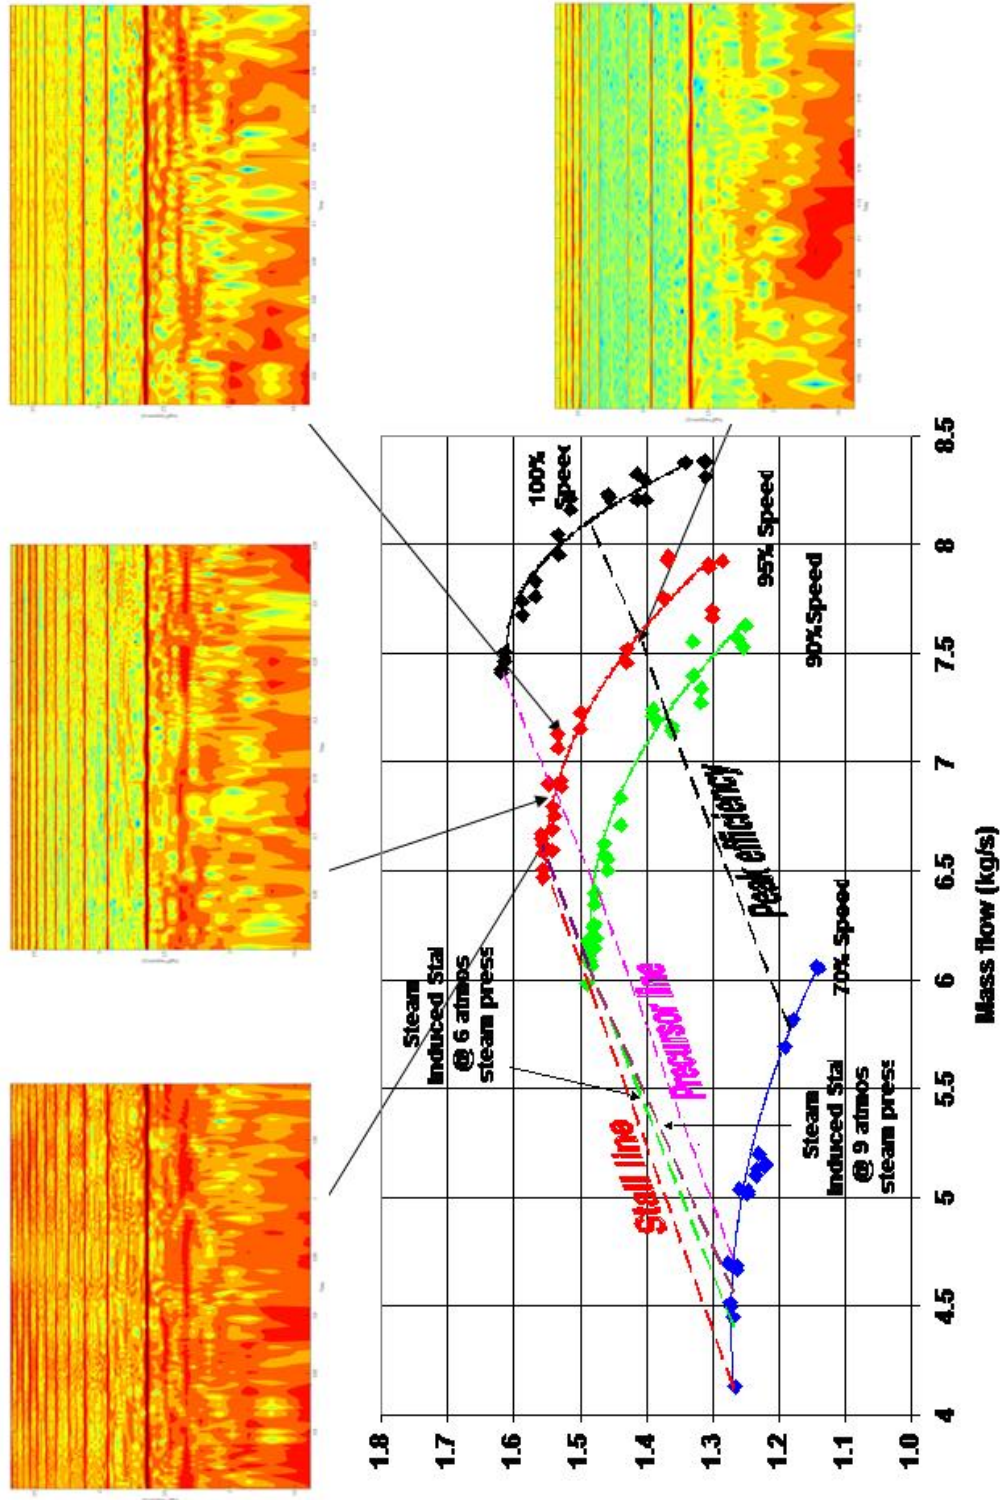 100%
Speec
95% Speed
90%Speed
70% Speed
Steam
Induced Stal
@ 6 atmos
steam press
Stall line
Precursor line
Peak efficiency
Steam
Induced Stal
@ 9 atmos
steam press
1.8
1.6
1.5
1.4
1.3
1.2
1.1
1.0
4 4.5 5 5.5 6 6.5 7 7.5 8 8.5
Mass flow (kg/s)